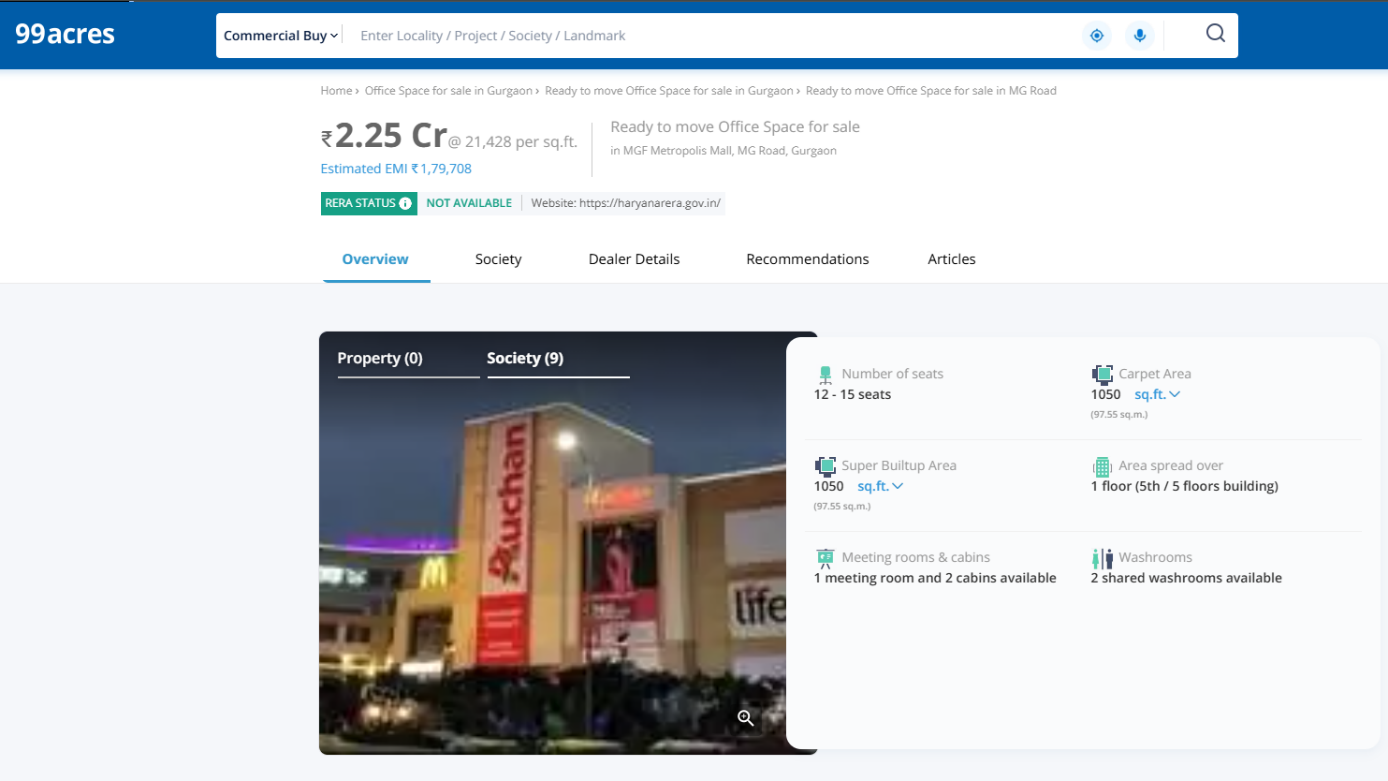 99acres
Commercial Buy
Enter Locality / Project / Society / Landmark
Home › Office Space for sale in Gurgaon › Ready to move Office Space for sale in Gurgaon › Ready to move Office Space for sale in MG Road
₹ 2.25 Cr @ 21,428 per sq.ft.
Estimated EMI ₹ 1,79,708
Ready to move Office Space for sale
in MGF Metropolis Mall, MG Road, Gurgaon
RERA STATUS i NOT AVAILABLE Website: https://haryanarera.gov.in/
Overview Society Dealer Details Recommendations Articles
Property (0) Society (9)
Auchan
life
Number of seats
12 - 15 seats
Carpet Area
1050 sq.ft.
(97.55 sq.m.)
Super Builtup Area
1050 sq.ft.
(97.55 sq.m.)
Area spread over
1 floor (5th / 5 floors building)
Meeting rooms & cabins
1 meeting room and 2 cabins available
Washrooms
2 shared washrooms available